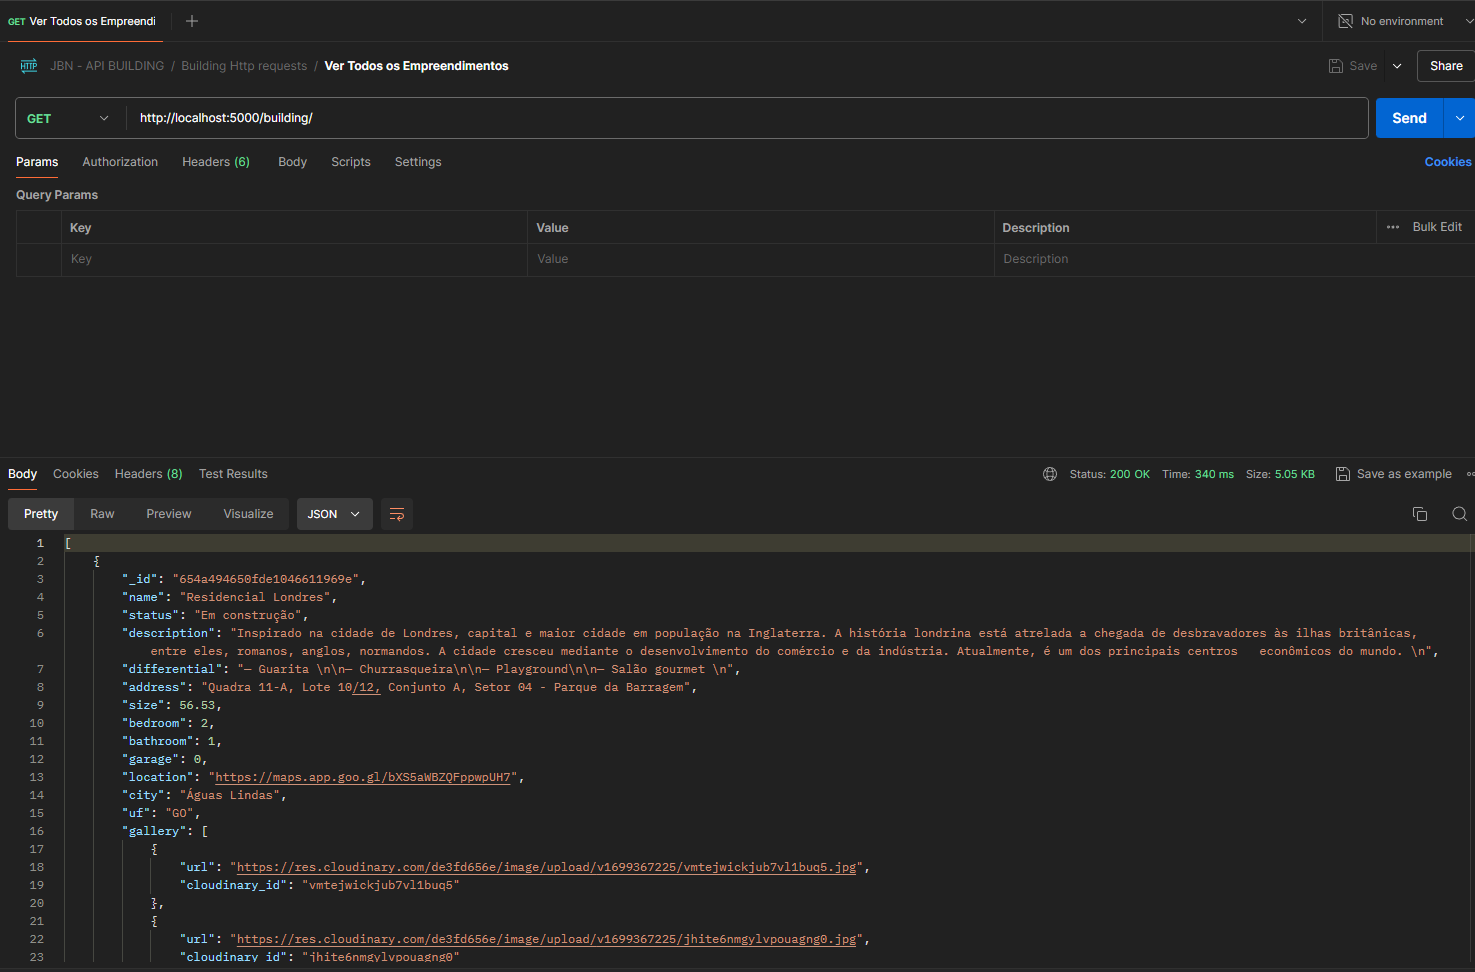 GET Ver Todos os Empreendi
No environment
HTTP JBN - API BUILDING / Building Http requests / Ver Todos os Empreendimentos
Save
Share
GET http://localhost:5000/building/
Send
Params Authorization Headers (6) Body Scripts Settings
Cookies
Query Params
Key Value Description ••• Bulk Edit
Key Value Description
Body Cookies Headers (8) Test Results
Status: 200 OK Time: 340 ms Size: 5.05 KB Save as example
Pretty Raw Preview Visualize JSON
1 [
2 {
3 "_id": "654a494650fde1046611969e",
4 "name": "Residencial Londres",
5 "status": "Em construção",
6 "description": "Inspirado na cidade de Londres, capital e maior cidade em população na Inglaterra. A história londrina está atrelada a chegada de desbravadores às ilhas britânicas,
entre eles, romanos, anglos, normandos. A cidade cresceu mediante o desenvolvimento do comércio e da indústria. Atualmente, é um dos principais centros   econômicos do mundo. \n",
7 "differential": "— Guarita \n\n— Churrasqueira\n\n— Playground\n\n— Salão gourmet \n",
8 "address": "Quadra 11-A, Lote 10/12, Conjunto A, Setor 04 - Parque da Barragem",
9 "size": 56.53,
10 "bedroom": 2,
11 "bathroom": 1,
12 "garage": 0,
13 "location": "https://maps.app.goo.gl/bXS5aWBZQFppwpUH7",
14 "city": "Águas Lindas",
15 "uf": "GO",
16 "gallery": [
17 {
18 "url": "https://res.cloudinary.com/de3fd656e/image/upload/v1699367225/vmtejwickjub7vl1buq5.jpg",
19 "cloudinary_id": "vmtejwickjub7vl1buq5"
20 },
21 {
22 "url": "https://res.cloudinary.com/de3fd656e/image/upload/v1699367225/jhite6nmgylvpouagng0.jpg",
23 "cloudinary_id": "jhite6nmgylvpouagng0"